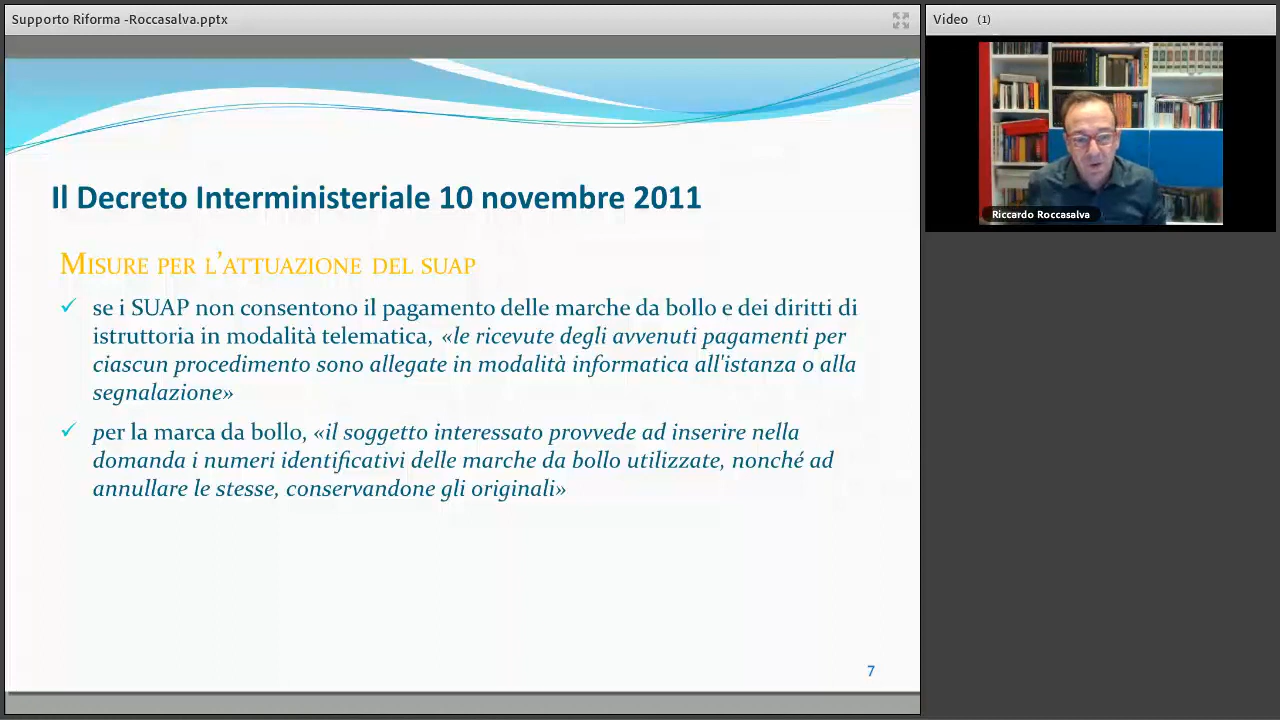 Supporto Riforma -Roccasalva.pptx
Video (1)
Riccardo Roccasalva
Il Decreto Interministeriale 10 novembre 2011
MISURE PER L'ATTUAZIONE DEL SUAP
✓ se i SUAP non consentono il pagamento delle marche da bollo e dei diritti di
istruttoria in modalità telematica, «le ricevute degli avvenuti pagamenti per
ciascun procedimento sono allegate in modalità informatica all'istanza o alla
segnalazione»
✓ per la marca da bollo, «il soggetto interessato provvede ad inserire nella
domanda i numeri identificativi delle marche da bollo utilizzate, nonché ad
annullare le stesse, conservandone gli originali»
7